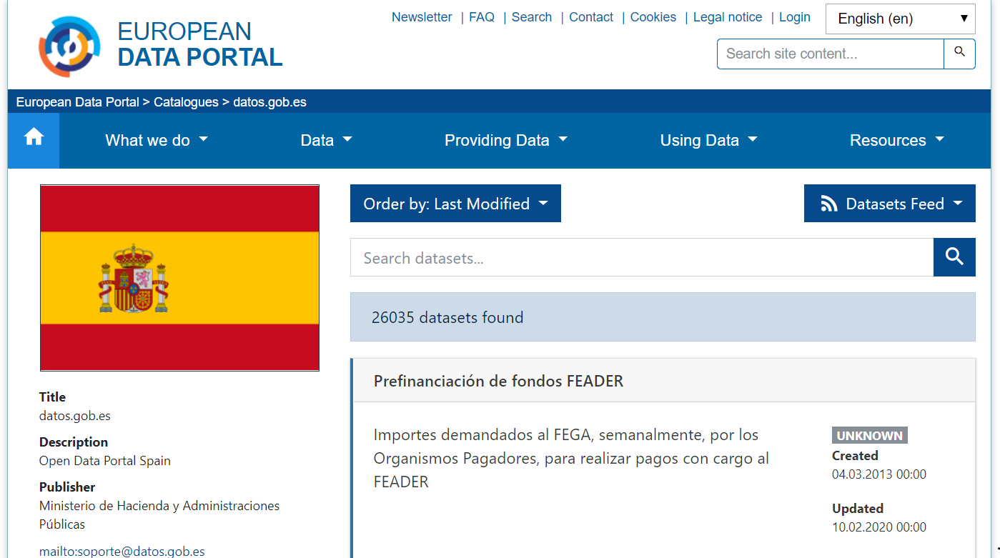 Newsletter | FAQ | Search | Contact | Cookies | Legal notice | Login
English (en)
EUROPEAN
DATA PORTAL
Search site content...
European Data Portal > Catalogues > datos.gob.es
What we do
Data
Providing Data
Using Data
Resources
Order by: Last Modified
Datasets Feed
Search datasets...
26035 datasets found
Prefinanciación de fondos FEADER
Importes demandados al FEGA, semanalmente, por los
Organismos Pagadores, para realizar pagos con cargo al
FEADER
UNKNOWN
Created
04.03.2013 00:00
Updated
10.02.2020 00:00
Title
datos.gob.es
Description
Open Data Portal Spain
Publisher
Ministerio de Hacienda y Administraciones
Públicas
mailto:soporte@datos.gob.es